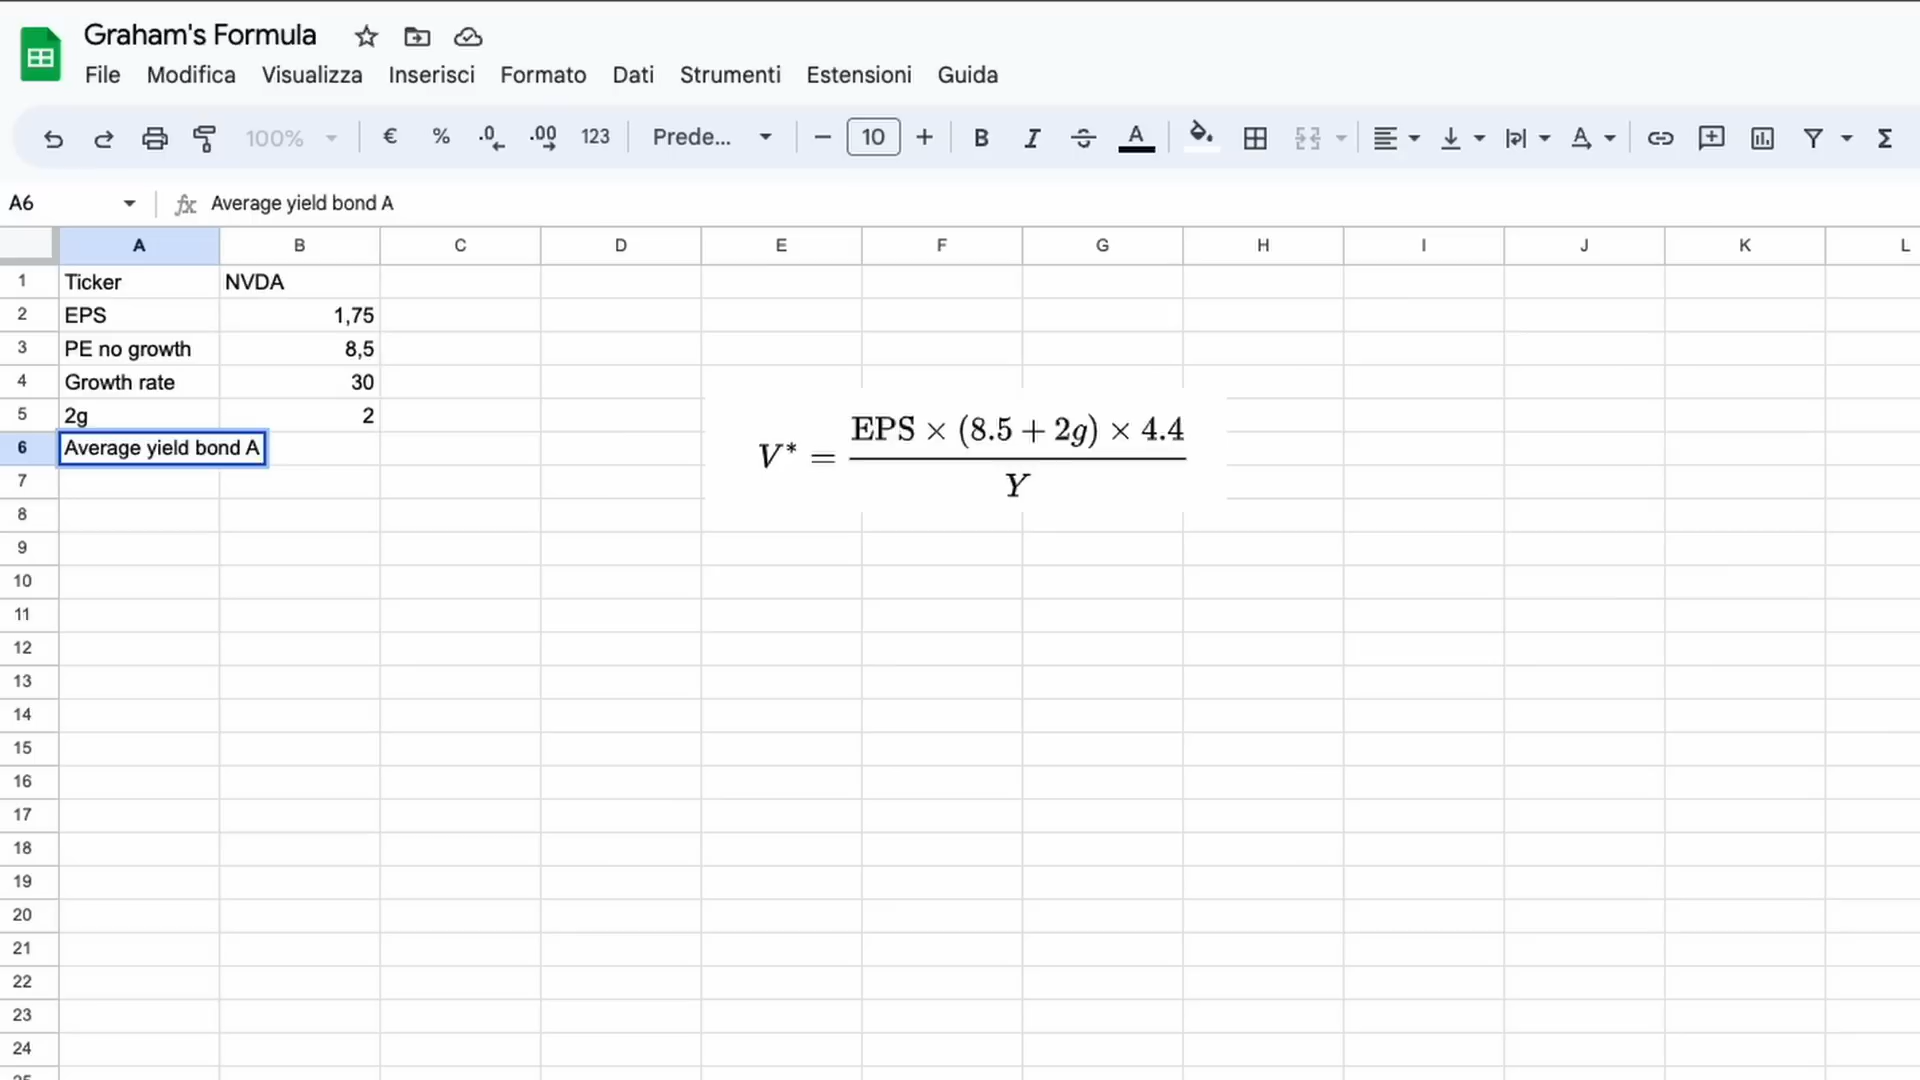 Graham's Formula
File Modifica Visualizza Inserisci Formato Dati Strumenti Estensioni Guida
100% € % .0 .00 123 Prede... − 10 + B I A Σ
A6 fx Average yield bond A
A B C D E F G H I J K L
1 Ticker NVDA
2 EPS 1,75
3 PE no growth 8,5
4 Growth rate 30
5 2g 2
6 Average yield bond A
V* = EPS × (8.5 + 2g) × 4.4
Y
7
8
9
10
11
12
13
14
15
16
17
18
19
20
21
22
23
24